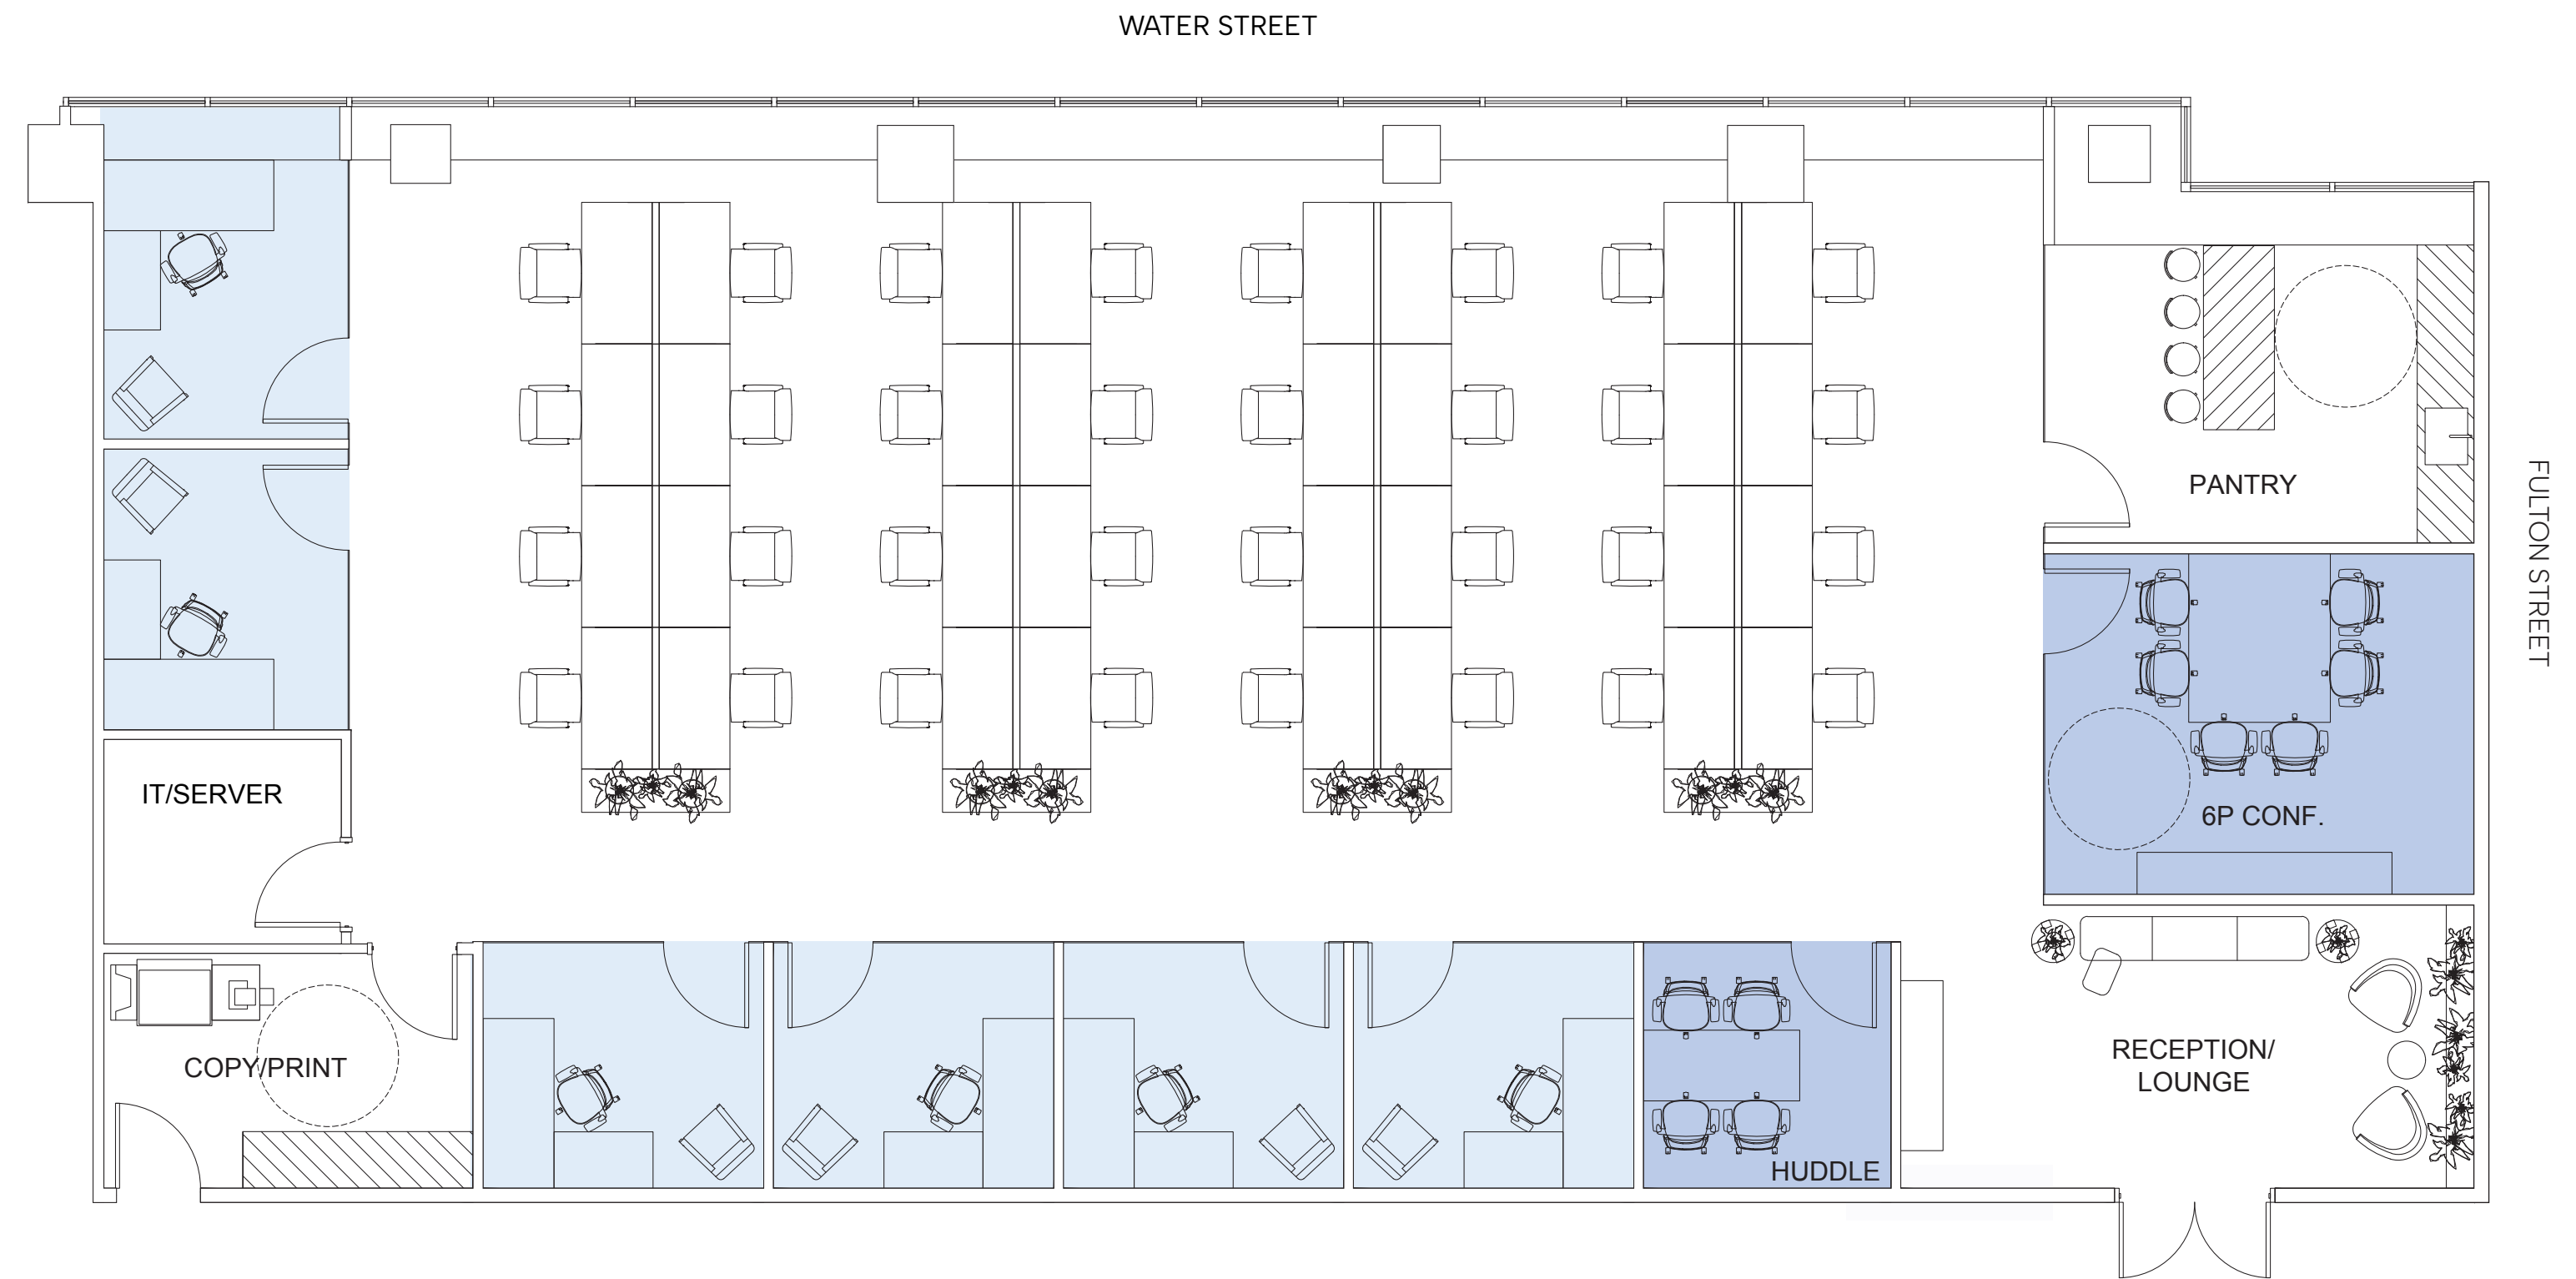 WATER STREET
PANTRY
FULTON STREET
IT/SERVER
6P CONF.
COPY/PRINT
RECEPTION/
LOUNGE
HUDDLE